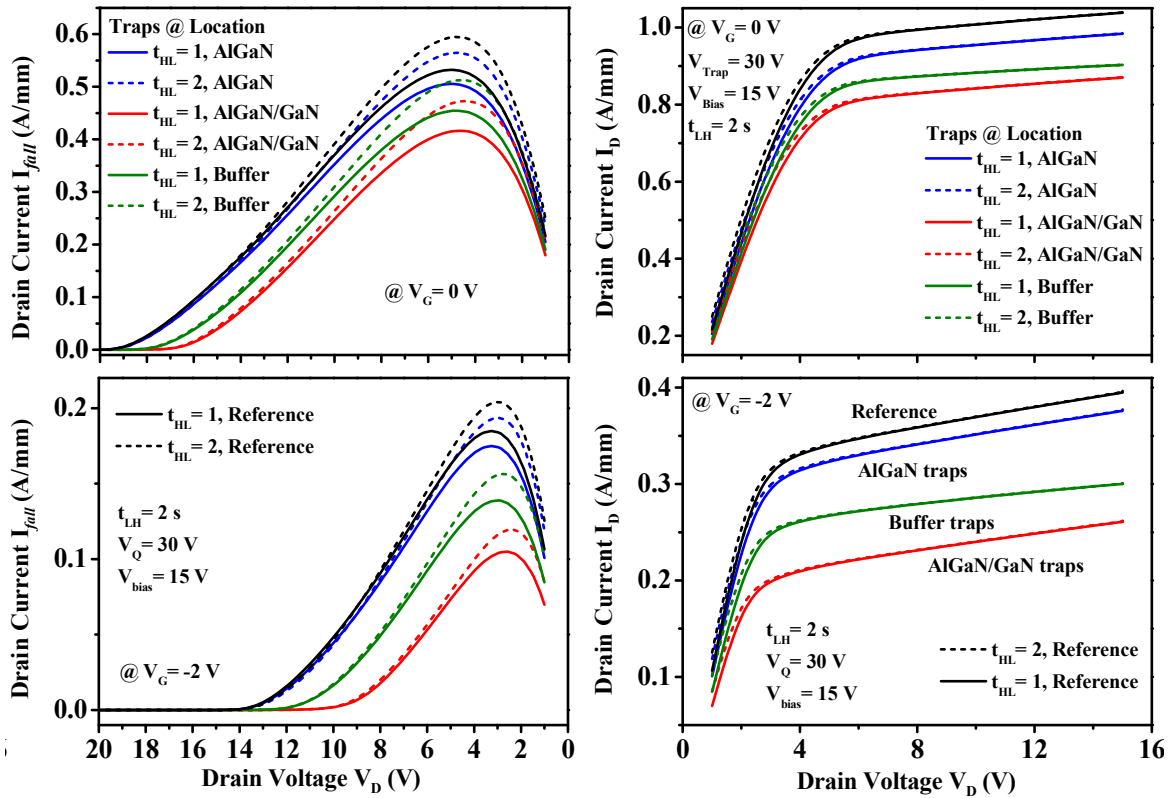 Drain Current I_fall (A/mm)
0.6
0.5
0.4
0.3
0.2
0.1
0.0
Traps @ Location
t_HL = 1, AlGaN
t_HL = 2, AlGaN
t_HL = 1, AlGaN/GaN
t_HL = 2, AlGaN/GaN
t_HL = 1, Buffer
t_HL = 2, Buffer
@ V_G = 0 V
Drain Current I_D (A/mm)
1.0
0.8
0.6
0.4
0.2
@ V_G = 0 V
V_Trap = 30 V
V_Bias = 15 V
t_LH = 2 s
Traps @ Location
t_HL = 1, AlGaN
t_HL = 2, AlGaN
t_HL = 1, AlGaN/GaN
t_HL = 2, AlGaN/GaN
t_HL = 1, Buffer
t_HL = 2, Buffer
Drain Current I_fall (A/mm)
0.2
0.1
0.0
t_HL = 1, Reference
t_HL = 2, Reference
t_LH = 2 s
V_Q = 30 V
V_bias = 15 V
@ V_G = -2 V
20 18 16 14 12 10 8 6 4 2 0
Drain Voltage V_D (V)
Drain Current I_D (A/mm)
0.4
0.3
0.2
0.1
@ V_G = -2 V
Reference
AlGaN traps
Buffer traps
AlGaN/GaN traps
t_LH = 2 s
V_Q = 30 V
V_bias = 15 V
t_HL = 2, Reference
t_HL = 1, Reference
0 4 8 12 16
Drain Voltage V_D (V)